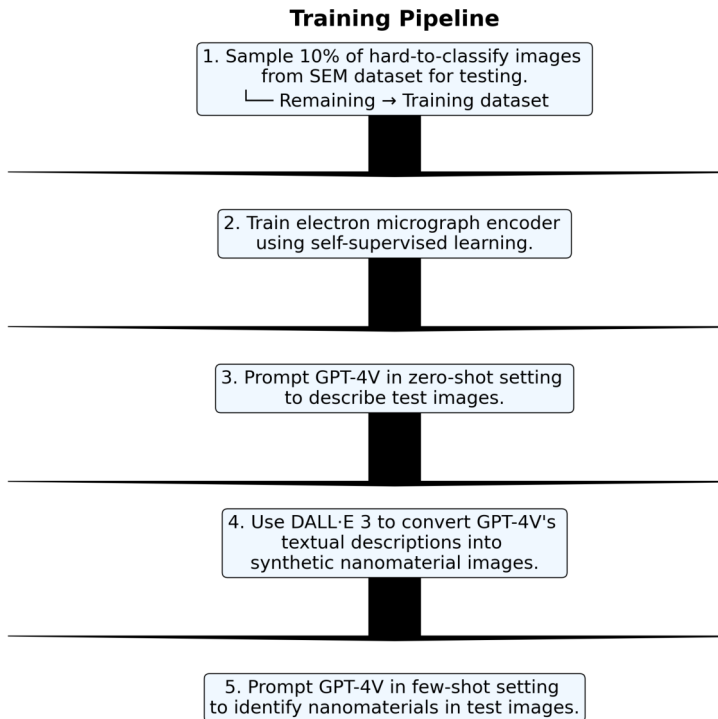 Training Pipeline
1. Sample 10% of hard-to-classify images
from SEM dataset for testing.
└── Remaining → Training dataset
2. Train electron micrograph encoder
using self-supervised learning.
3. Prompt GPT-4V in zero-shot setting
to describe test images.
4. Use DALL·E 3 to convert GPT-4V's
textual descriptions into
synthetic nanomaterial images.
5. Prompt GPT-4V in few-shot setting
to identify nanomaterials in test images.